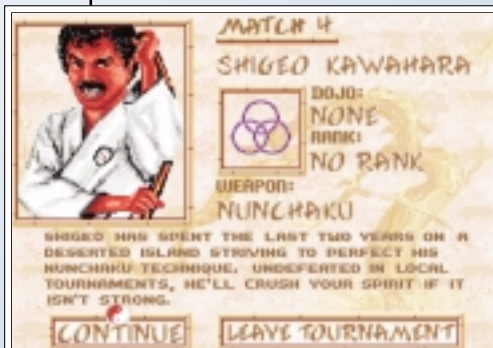 MATCH 4
SHIGEO KAWAHARA
DOJO:
NONE
RANK:
NO RANK
WEAPON:
NUNCHAKU
SHIGEO HAS SPENT THE LAST TWO YEARS ON A
DESERTED ISLAND STRIVING TO PERFECT HIS
NUNCHAKU TECHNIQUE. UNDEFEATED IN LOCAL
TOURNAMENTS, HE'LL CRUSH YOUR SPIRIT IF IT
ISN'T STRONG.
CONTINUE
LEAVE TOURNAMENT